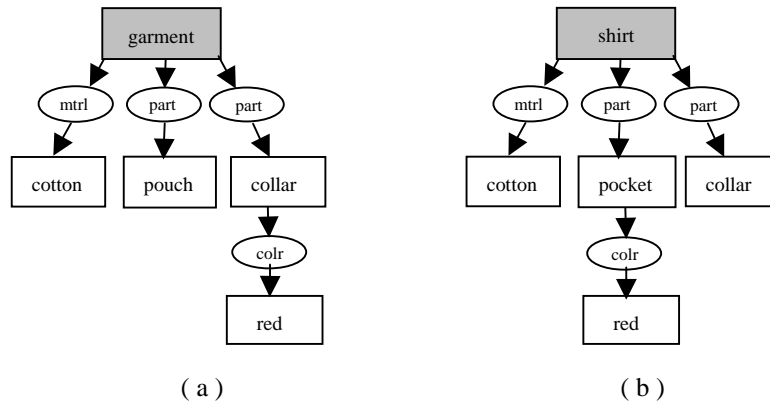 garment
shirt
mtrl
part
part
mtrl
part
part
cotton
pouch
collar
cotton
pocket
collar
colr
colr
red
red
( a )
( b )